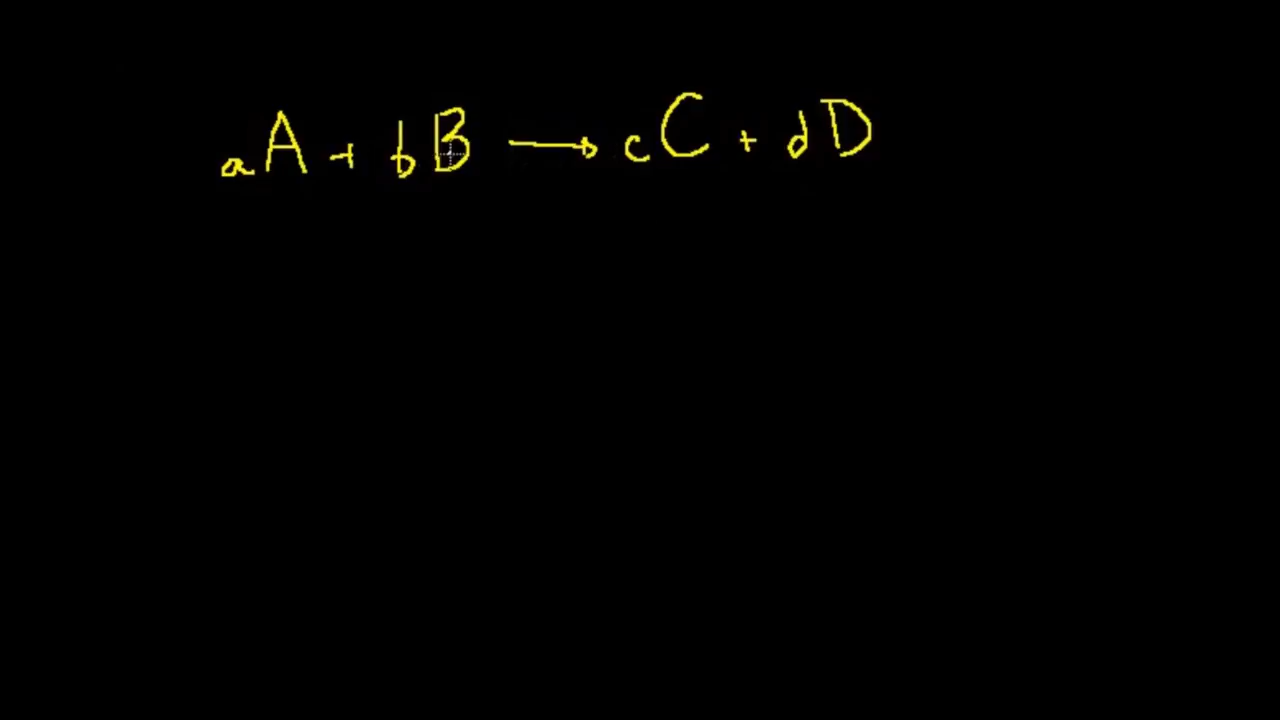 aA + bB → cC + dD